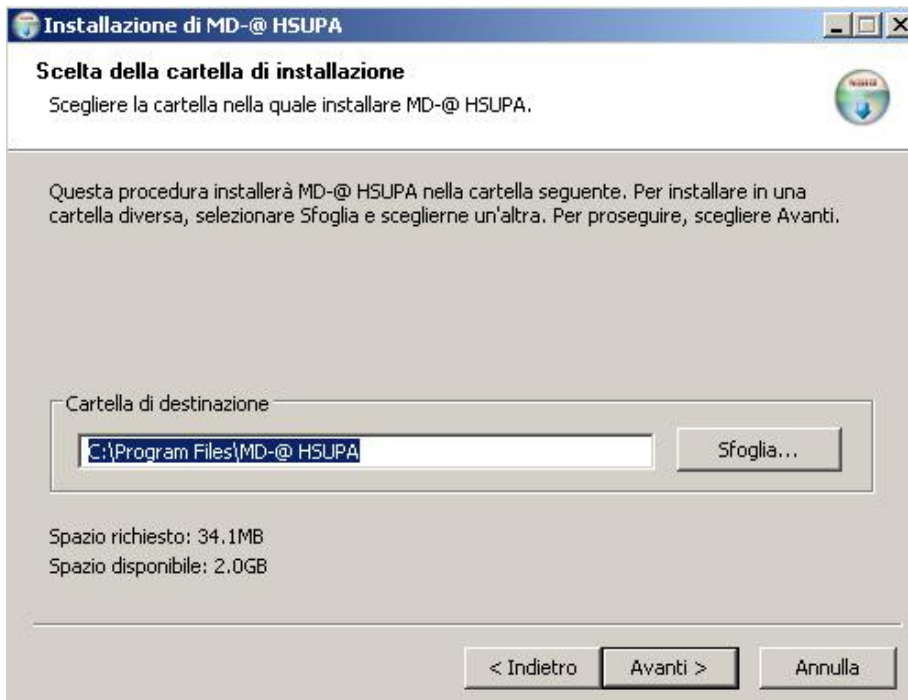 Installazione di MD-@ HSUPA
Scelta della cartella di installazione
Scegliere la cartella nella quale installare MD-@ HSUPA.
Questa procedura installerà MD-@ HSUPA nella cartella seguente. Per installare in una
cartella diversa, selezionare Sfoglia e sceglierne un'altra. Per proseguire, scegliere Avanti.
Cartella di destinazione
C:\Program Files\MD-@ HSUPA
Sfoglia...
Spazio richiesto: 34.1MB
Spazio disponibile: 2.0GB
< Indietro
Avanti >
Annulla